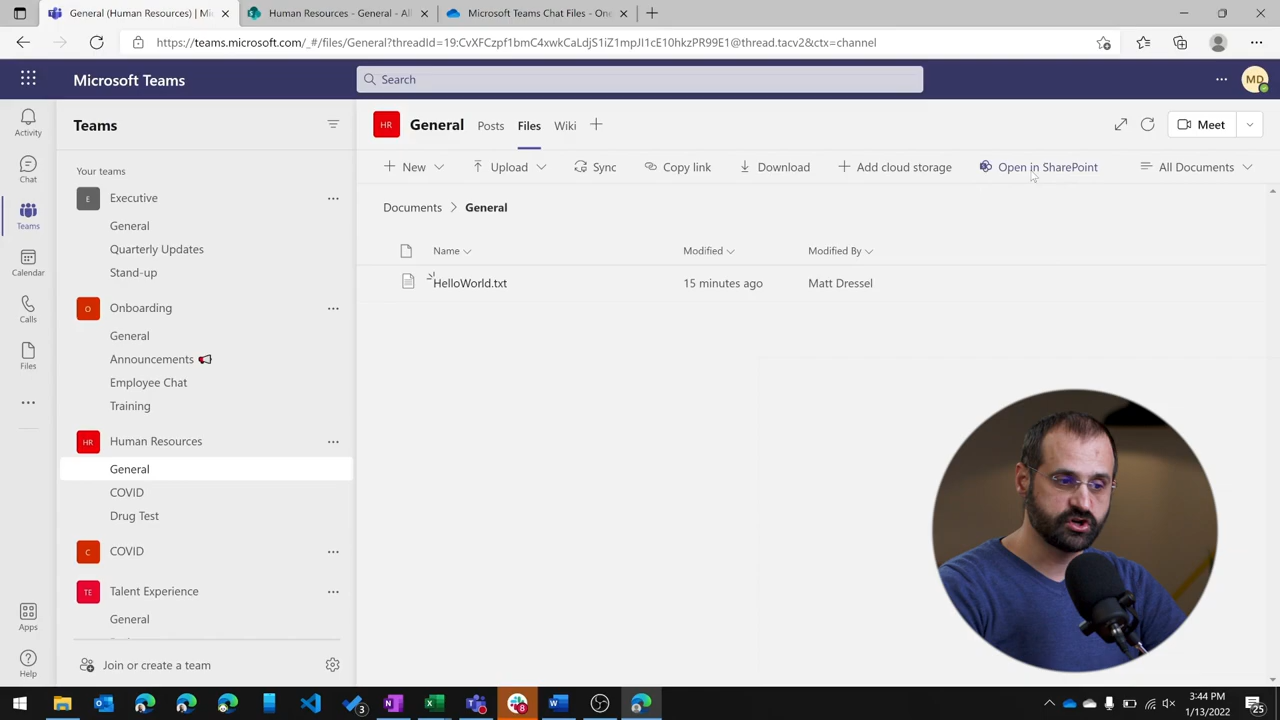 General (Human Resources) | Mi
Human Resources - General - All
Microsoft Teams Chat Files - One
https://teams.microsoft.com/_#/files/General?threadId=19:CvXFCzpf1bmC4xwkCaLdjS1iZ1mpJI1cE10hkzPR99E1@thread.tacv2&ctx=channel
Microsoft Teams
Search
MD
Activity
Chat
Teams
Calendar
Calls
Files
Apps
Help
Teams
Your teams
E Executive
General
Quarterly Updates
Stand-up
O Onboarding
General
Announcements
Employee Chat
Training
HR Human Resources
General
COVID
Drug Test
C COVID
TE Talent Experience
General
Join or create a team
HR General Posts Files Wiki
Meet
New Upload Sync Copy link Download Add cloud storage Open in SharePoint All Documents
Documents > General
Name Modified Modified By
HelloWorld.txt 15 minutes ago Matt Dressel
3
8
3:44 PM
1/13/2022
25